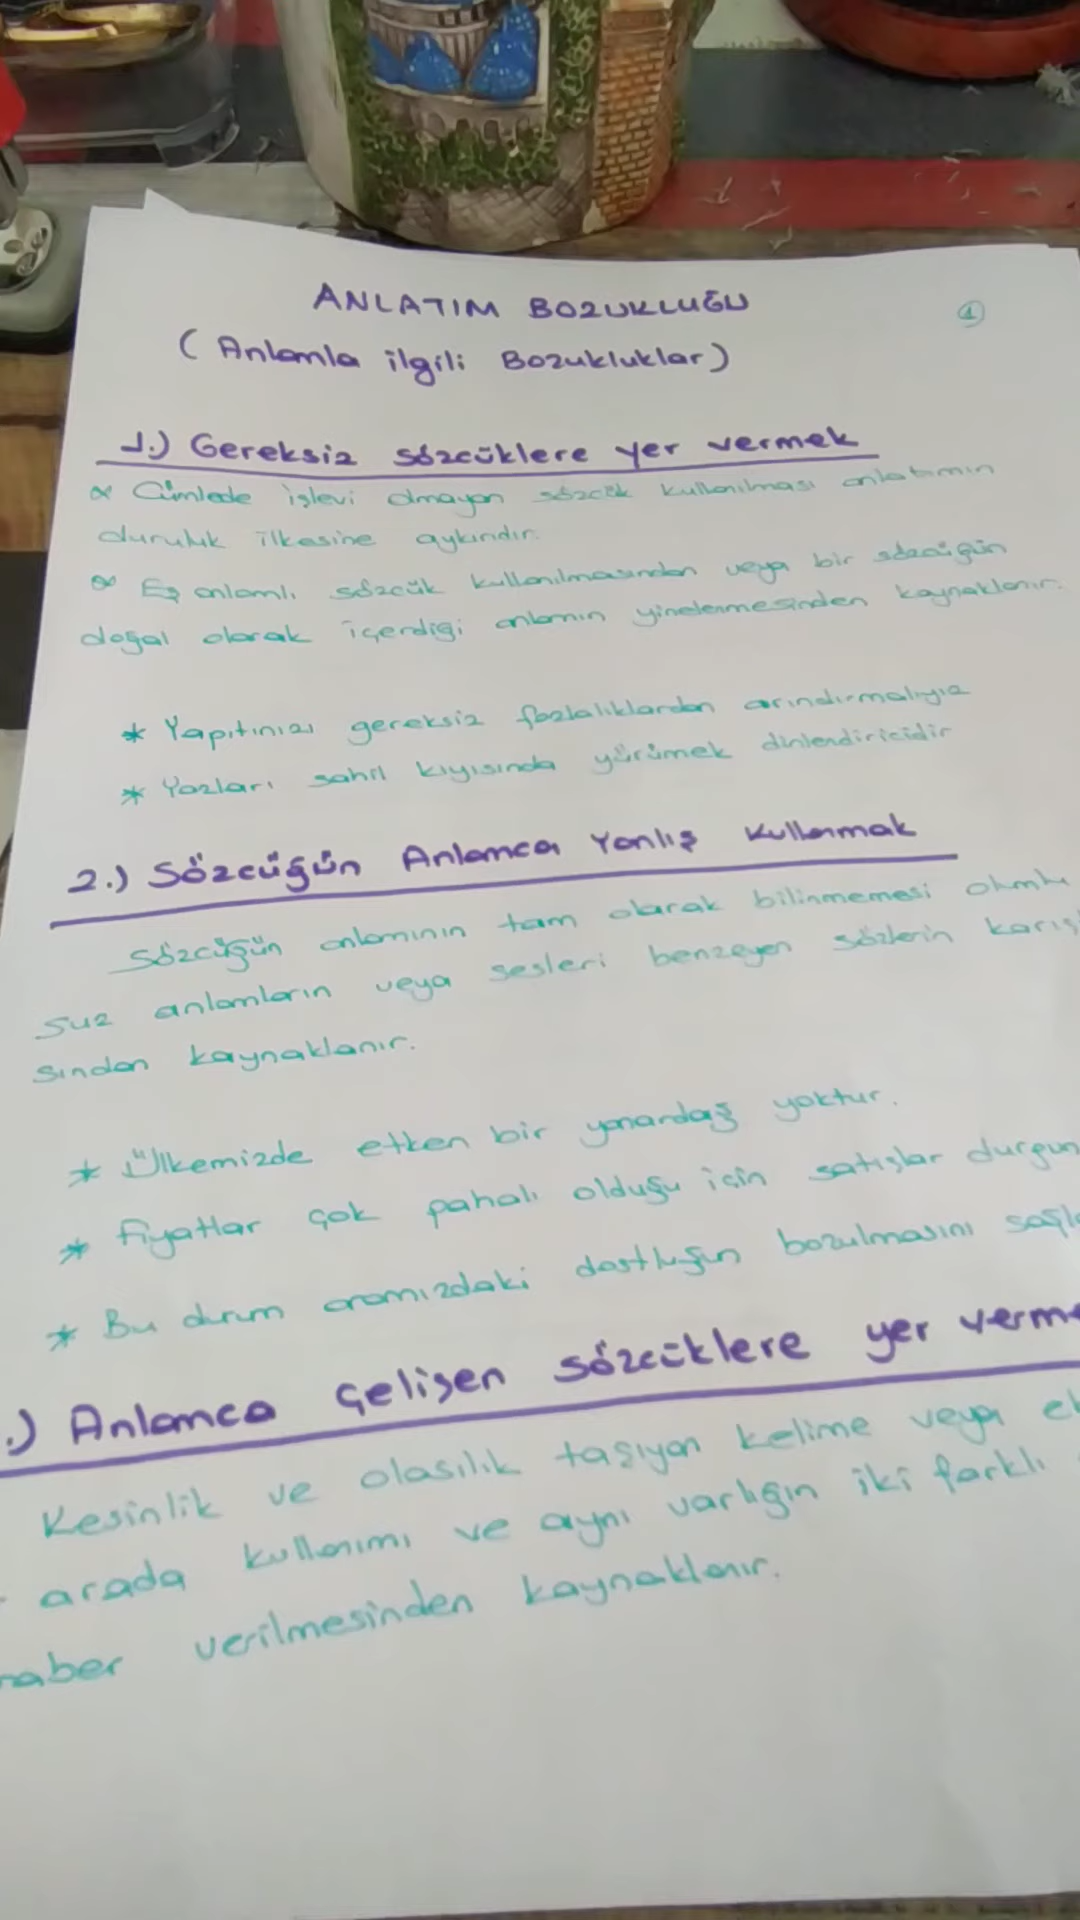 ANLATIM BOZUKLUĞU
1
(Anlamla ilgili Bozukluklar)
1.) Gereksiz sözcüklere yer vermek
Cümlede işlevi olmayan sözcük kullanılması anlatımın
duruluk ilkesine aykırıdır.
Eş anlamlı sözcük kullanılmasından veya bir sözcüğün
doğal olarak içerdiği anlamın yinelenmesinden kaynaklanır.
* Yapıtınızı gereksiz fazlalıklardan arındırmalıyız
* Yazları sahil kıyısında yürümek dinlendiricidir
2.) Sözcüğün Anlamca Yanlış Kullanmak
Sözcüğün anlamının tam olarak bilinmemesi olumlu
suz anlamların veya sesleri benzeyen sözlerin karış
sından kaynaklanır.
* Ülkemizde etken bir yanardağ yoktur.
* Fiyatlar çok pahalı olduğu için satışlar durgun
* Bu durum aramızdaki dostluğun bozulmasını sağla
.) Anlamca Çelişen sözcüklere yer verme
Kesinlik ve olasılık taşıyan kelime veya ek
arada kullanımı ve aynı varlığın iki farklı
haber verilmesinden kaynaklanır.